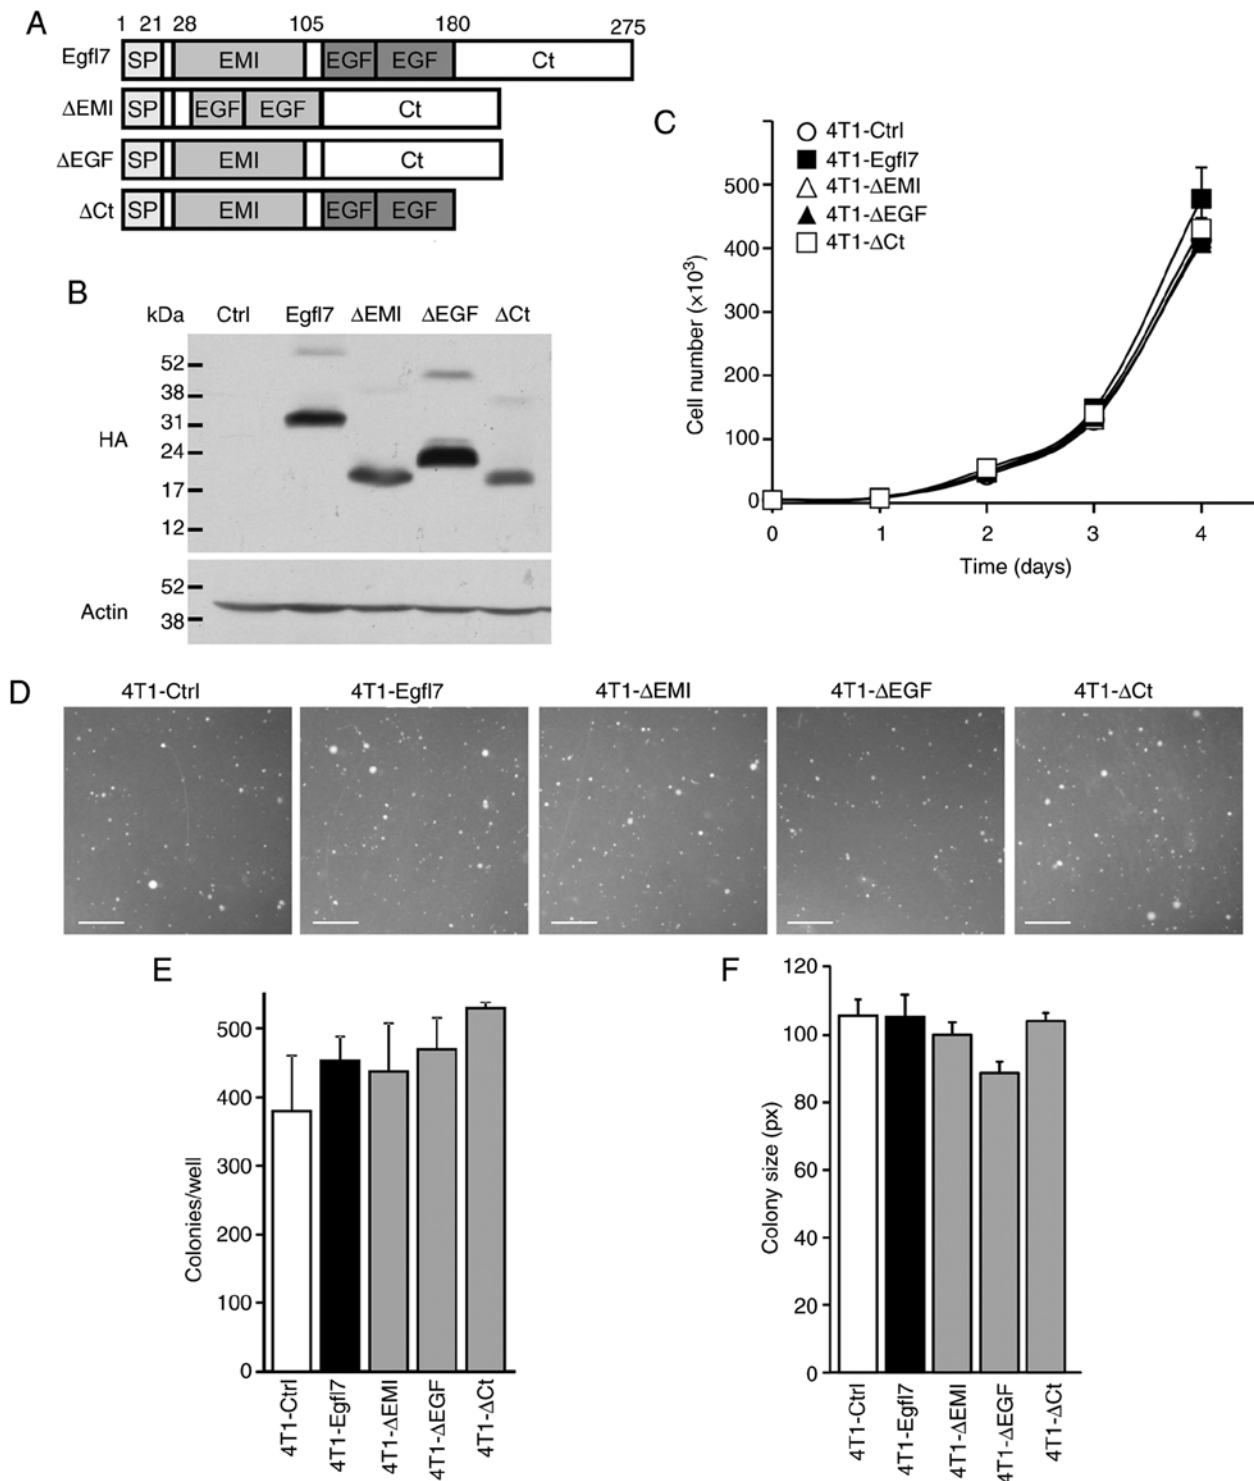 A
1 21 28 105 180 275
Egfl7 SP EMI EGF EGF Ct
ΔEMI SP EGF EGF Ct
ΔEGF SP EMI Ct
ΔCt SP EMI EGF EGF
B
kDa Ctrl Egfl7 ΔEMI ΔEGF ΔCt
52
38
31
HA
24
17
12
52
Actin
38
C
4T1-Ctrl
4T1-Egfl7
4T1-ΔEMI
4T1-ΔEGF
4T1-ΔCt
Cell number (×10³)
500
400
300
200
100
0
0 1 2 3 4
Time (days)
D
4T1-Ctrl 4T1-Egfl7 4T1-ΔEMI 4T1-ΔEGF 4T1-ΔCt
E
Colonies/well
500
400
300
200
100
0
4T1-Ctrl
4T1-Egfl7
4T1-ΔEMI
4T1-ΔEGF
4T1-ΔCt
F
Colony size (px)
120
100
80
60
40
20
0
4T1-Ctrl
4T1-Egfl7
4T1-ΔEMI
4T1-ΔEGF
4T1-ΔCt